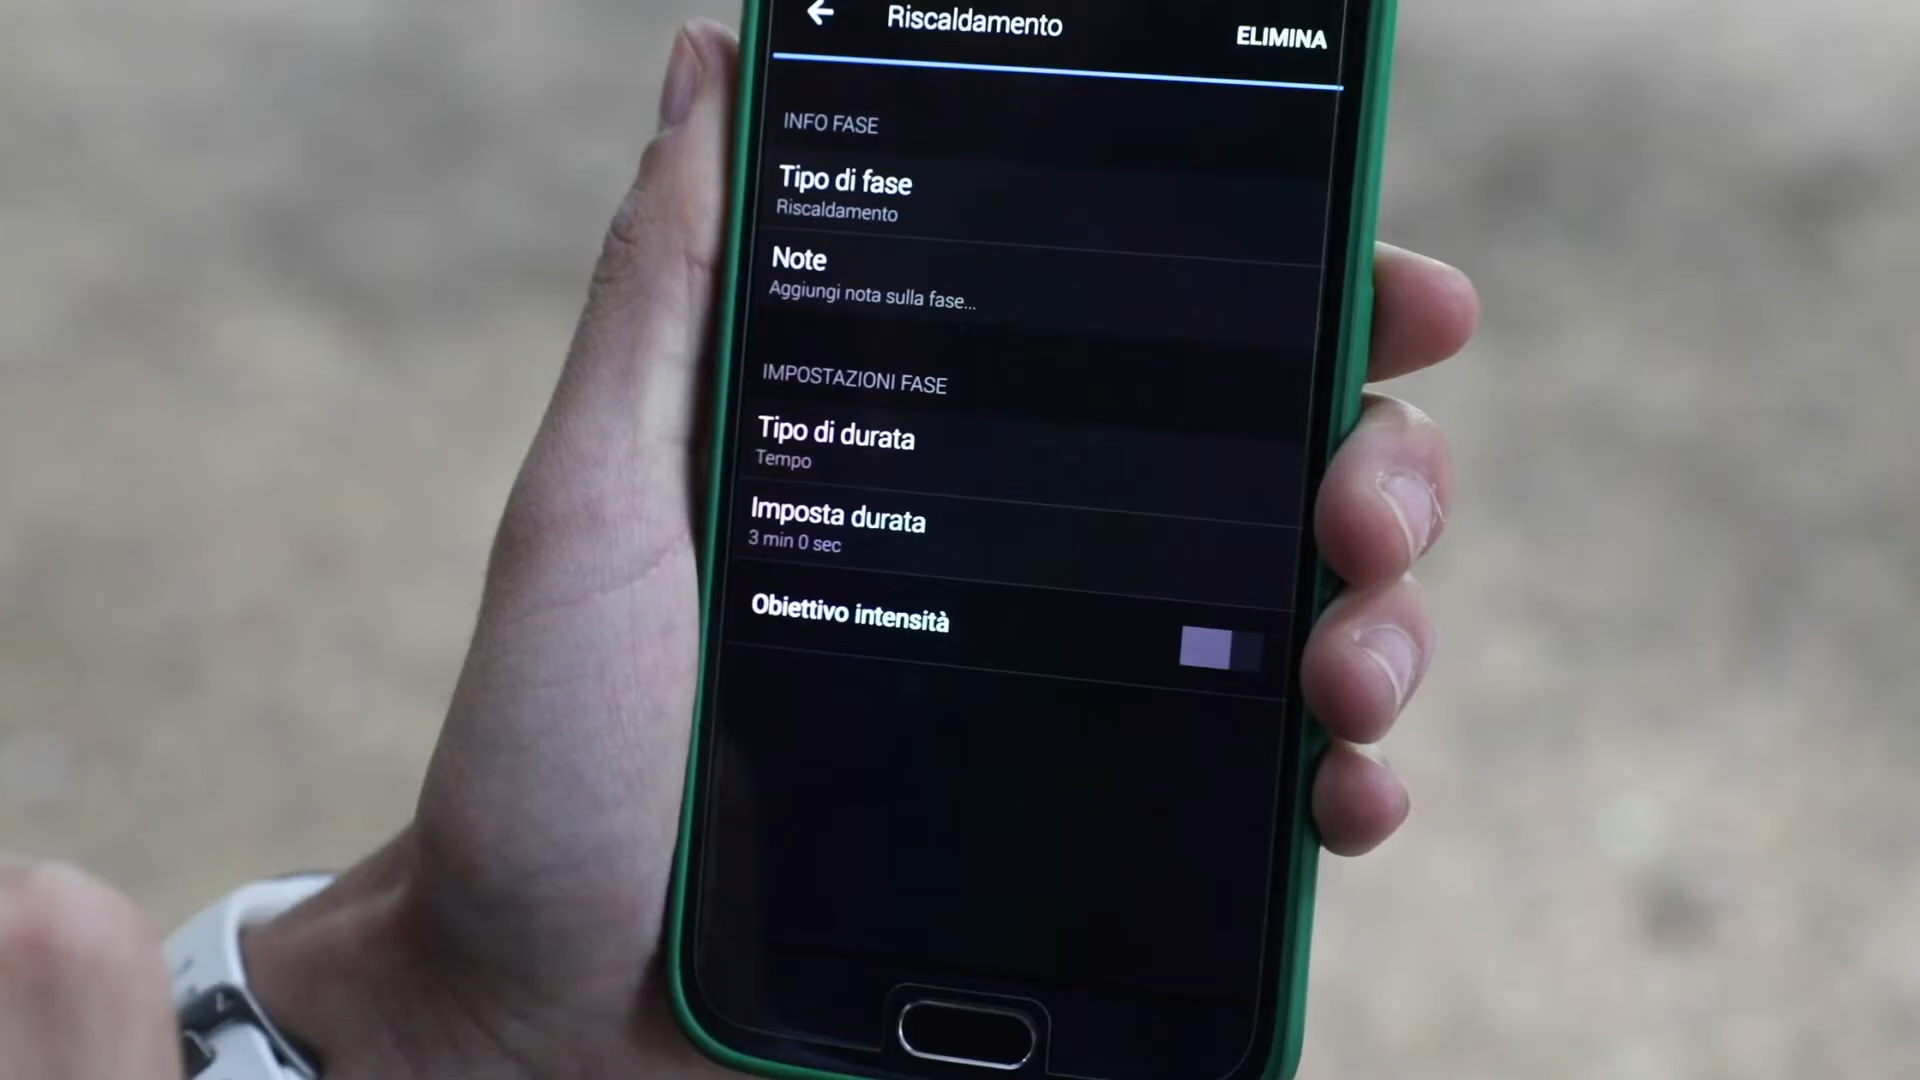 Riscaldamento
ELIMINA
INFO FASE
Tipo di fase
Riscaldamento
Note
Aggiungi nota sulla fase...
IMPOSTAZIONI FASE
Tipo di durata
Tempo
Imposta durata
3 min 0 sec
Obiettivo intensità